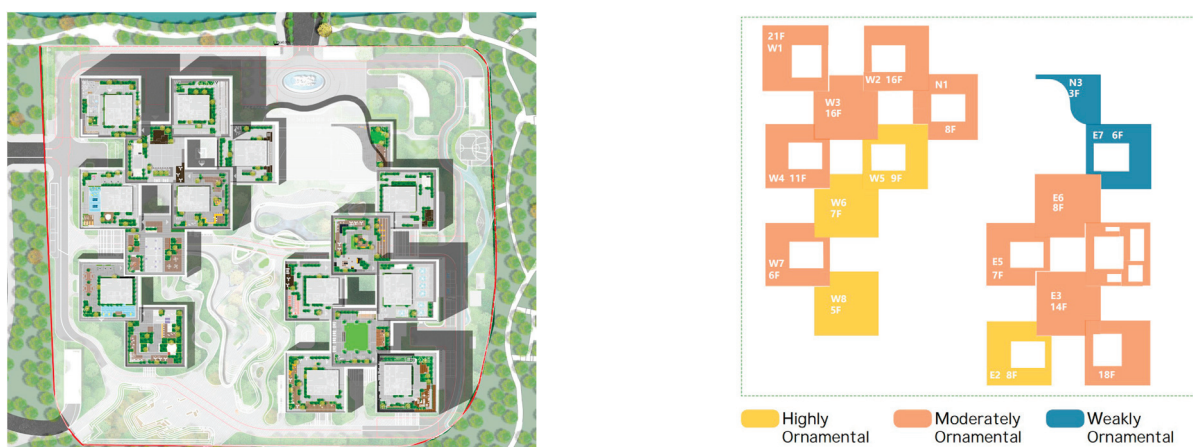 21F
W1
W2 16F
W3
16F
N1
8F
N3
3F
E7 6F
W4 11F
W5 9F
W6
7F
E6
8F
W7
6F
E5
7F
W8
5F
E3
14F
E2 8F
18F
Highly
Ornamental
Moderately
Ornamental
Weakly
Ornamental